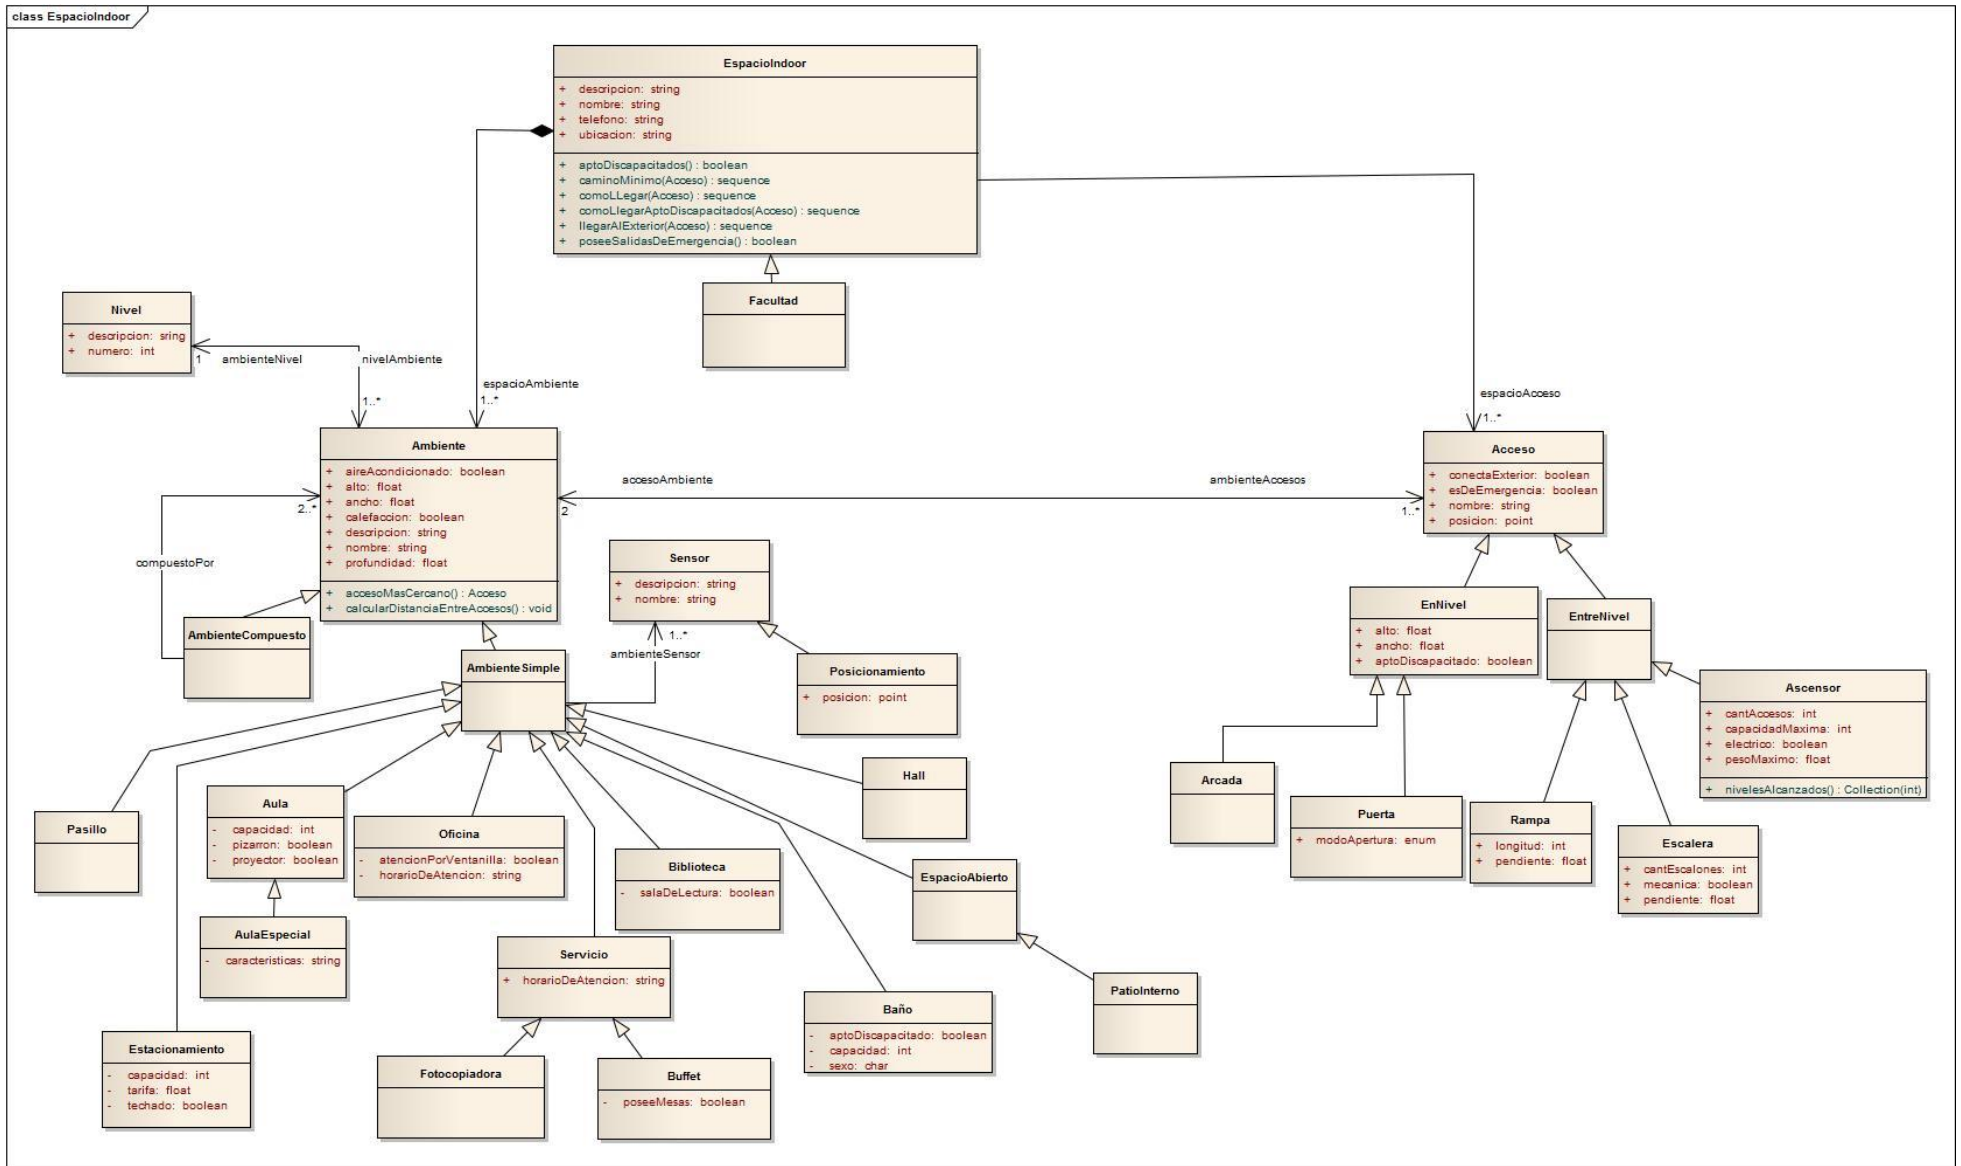 class EspacioIndoor
EspacioIndoor
+ descripcion: string
+ nombre: string
+ telefono: string
+ ubicacion: string
+ aptoDiscapacitados() : boolean
+ caminoMinimo(Acceso) : sequence
+ comoLLegar(Acceso) : sequence
+ comoLlegarAptoDiscapacitados(Acceso) : sequence
+ llegarAlExterior(Acceso) : sequence
+ poseeSalidasDeEmergencia() : boolean
Facultad
Nivel
+ descripcion: sring
+ numero: int
1
ambienteNivel
nivelAmbiente
1..*
espacioAmbiente
1..*
espacioAcceso
1..*
Ambiente
+ aireAcondicionado: boolean
+ alto: float
+ ancho: float
+ calefaccion: boolean
+ descripcion: string
+ nombre: string
+ profundidad: float
+ accesoMasCercano() : Acceso
+ calcularDistanciaEntreAccesos() : void
accesoAmbiente
2
ambienteAccesos
1..*
Acceso
+ conectaExterior: boolean
+ esDeEmergencia: boolean
+ nombre: string
+ posicion: point
2..*
compuestoPor
AmbienteCompuesto
Sensor
+ descripcion: string
+ nombre: string
1..*
ambienteSensor
AmbienteSimple
Posicionamiento
+ posicion: point
EnNivel
+ alto: float
+ ancho: float
+ aptoDiscapacitado: boolean
EntreNivel
Ascensor
+ cantAccesos: int
+ capacidadMaxima: int
+ electrico: boolean
+ pesoMaximo: float
+ nivelesAlcanzados() : Collection(int)
Pasillo
Aula
- capacidad: int
- pizarron: boolean
- proyector: boolean
Oficina
- atencionPorVentanilla: boolean
- horarioDeAtencion: string
Biblioteca
- salaDeLectura: boolean
Hall
Arcada
Puerta
+ modoApertura: enum
Rampa
+ longitud: int
+ pendiente: float
Escalera
+ cantEscalones: int
+ mecanica: boolean
+ pendiente: float
EspacioAbierto
AulaEspecial
- caracteristicas: string
Servicio
+ horarioDeAtencion: string
PatioInterno
Baño
- aptoDiscapacitado: boolean
- capacidad: int
- sexo: char
Estacionamiento
- capacidad: int
- tarifa: float
- techado: boolean
Fotocopiadora
Buffet
- poseeMesas: boolean